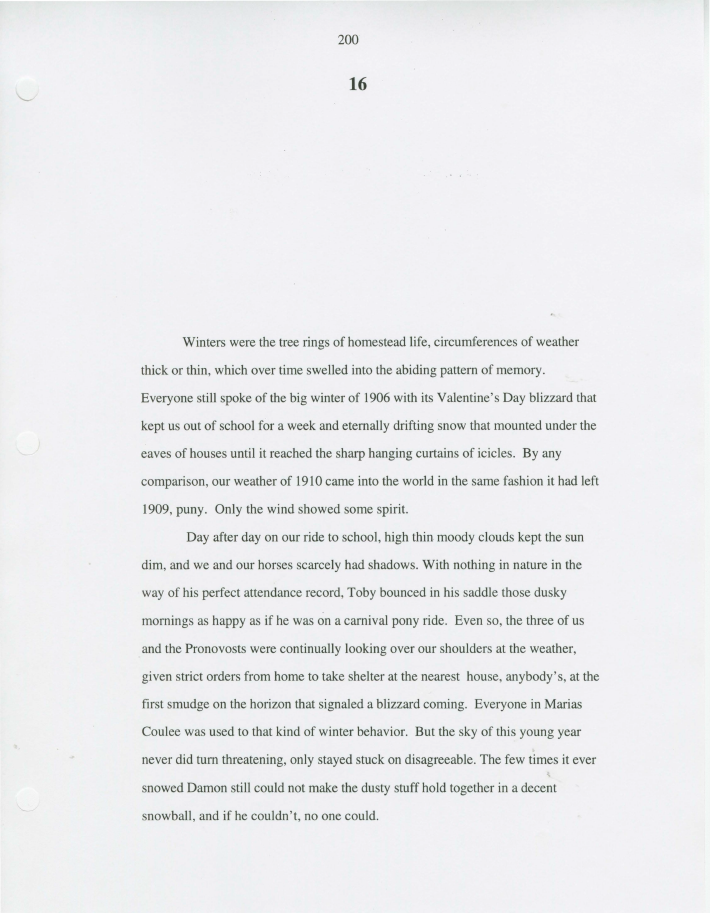 200
16
Winters were the tree rings of homestead life, circumferences of weather
thick or thin, which over time swelled into the abiding pattern of memory.
Everyone still spoke of the big winter of 1906 with its Valentine's Day blizzard that
kept us out of school for a week and eternally drifting snow that mounted under the
eaves of houses until it reached the sharp hanging curtains of icicles.  By any
comparison, our weather of 1910 came into the world in the same fashion it had left
1909, puny.  Only the wind showed some spirit.
Day after day on our ride to school, high thin moody clouds kept the sun
dim, and we and our horses scarcely had shadows. With nothing in nature in the
way of his perfect attendance record, Toby bounced in his saddle those dusky
mornings as happy as if he was on a carnival pony ride.  Even so, the three of us
and the Pronovosts were continually looking over our shoulders at the weather,
given strict orders from home to take shelter at the nearest  house, anybody's, at the
first smudge on the horizon that signaled a blizzard coming.  Everyone in Marias
Coulee was used to that kind of winter behavior.  But the sky of this young year
never did turn threatening, only stayed stuck on disagreeable. The few times it ever
snowed Damon still could not make the dusty stuff hold together in a decent
snowball, and if he couldn't, no one could.